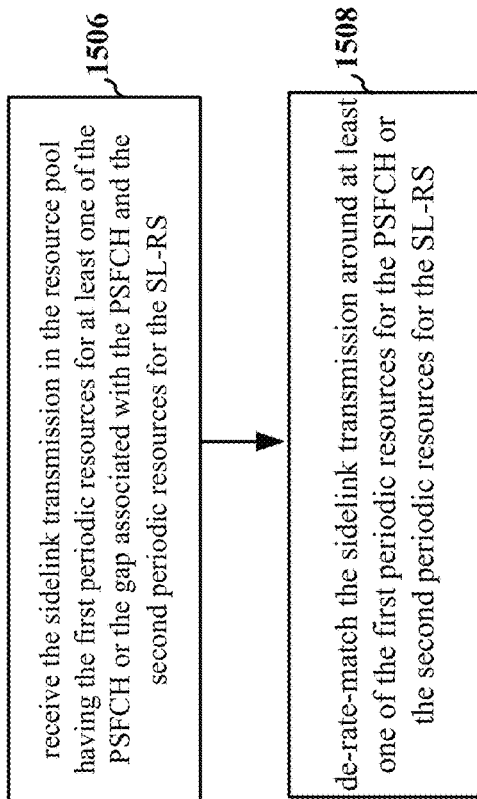 1506
receive the sidelink transmission in the resource pool
having the first periodic resources for at least one of the
PSFCH or the gap associated with the PSFCH and the
second periodic resources for the SL-RS
1508
de-rate-match the sidelink transmission around at least
one of the first periodic resources for the PSFCH or
the second periodic resources for the SL-RS